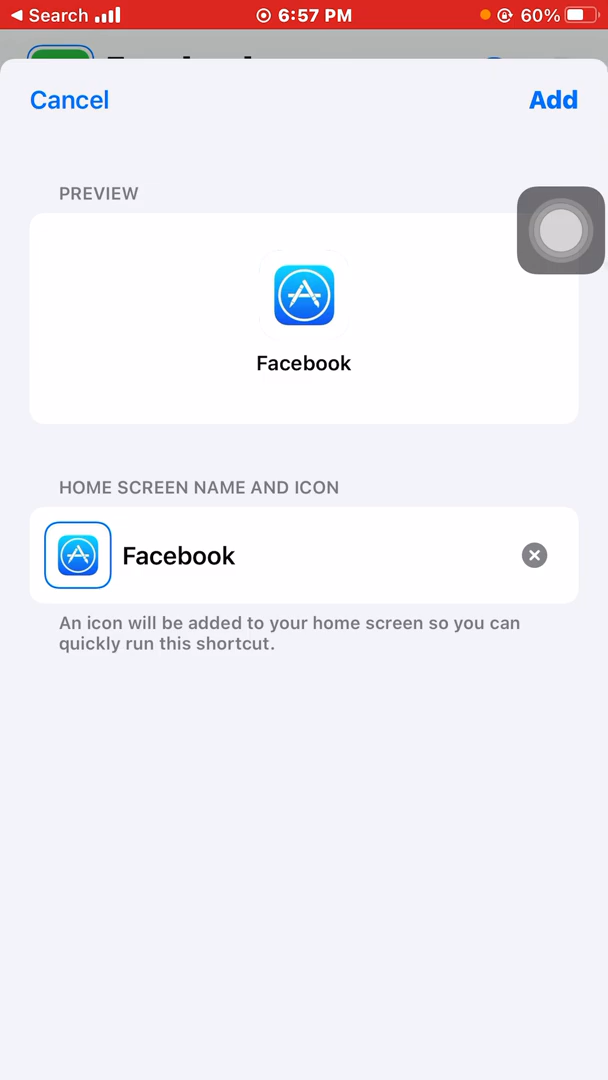 Search 6:57 PM 60%
Cancel Add
PREVIEW
Facebook
HOME SCREEN NAME AND ICON
Facebook
An icon will be added to your home screen so you can
quickly run this shortcut.